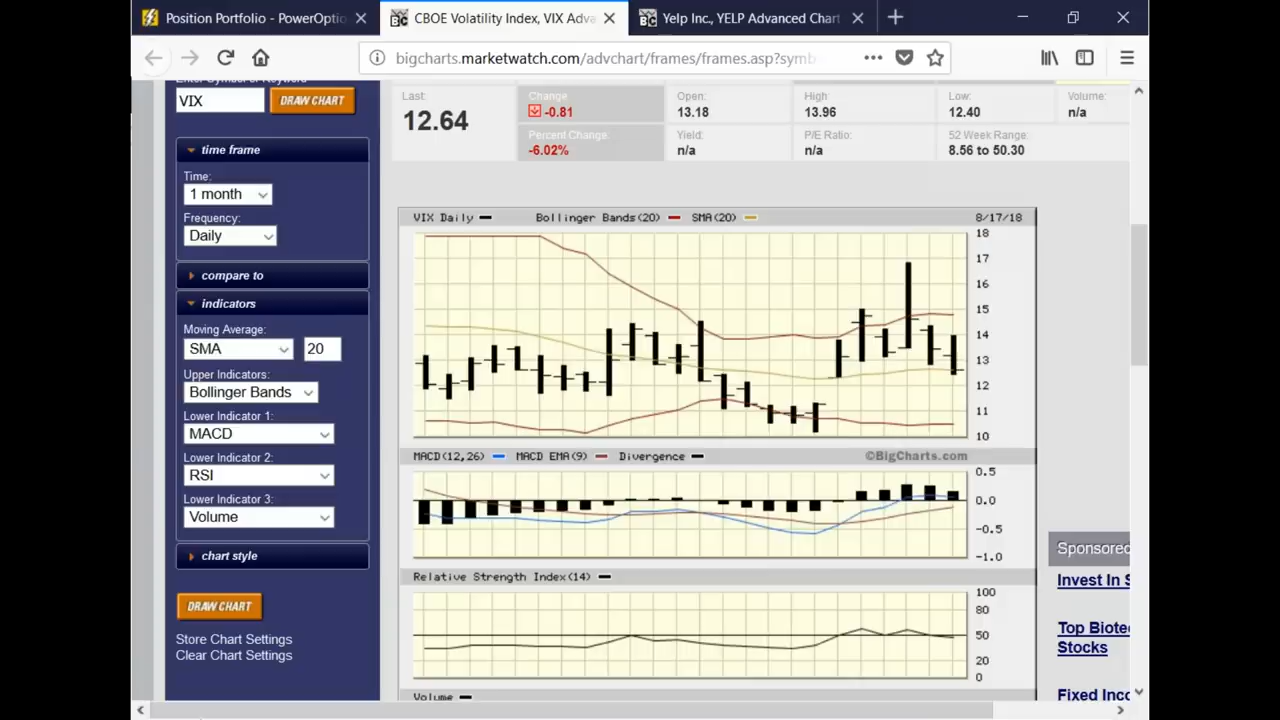 Position Portfolio - PowerOptio
CBOE Volatility Index, VIX Adva
Yelp Inc., YELP Advanced Chart
bigcharts.marketwatch.com/advchart/frames/frames.asp?symb
VIX
DRAW CHART
Last:
12.64
Change
-0.81
Open:
13.18
High:
13.96
Low:
12.40
Volume:
n/a
Percent Change:
-6.02%
Yield:
n/a
P/E Ratio:
n/a
52 Week Range:
8.56 to 50.30
time frame
Time:
1 month
Frequency:
Daily
compare to
indicators
Moving Average:
SMA
20
Upper Indicators:
Bollinger Bands
Lower Indicator 1:
MACD
Lower Indicator 2:
RSI
Lower Indicator 3:
Volume
chart style
DRAW CHART
Store Chart Settings
Clear Chart Settings
VIX Daily Bollinger Bands(20) SMA(20) 8/17/18
18
17
16
15
14
13
12
11
10
MACD(12,26) MACD EMA(9) Divergence ©BigCharts.com
0.5
0.0
-0.5
-1.0
Relative Strength Index(14)
100
80
50
20
0
Volume
Sponsored
Invest In S
Top Biotec
Stocks
Fixed Inco